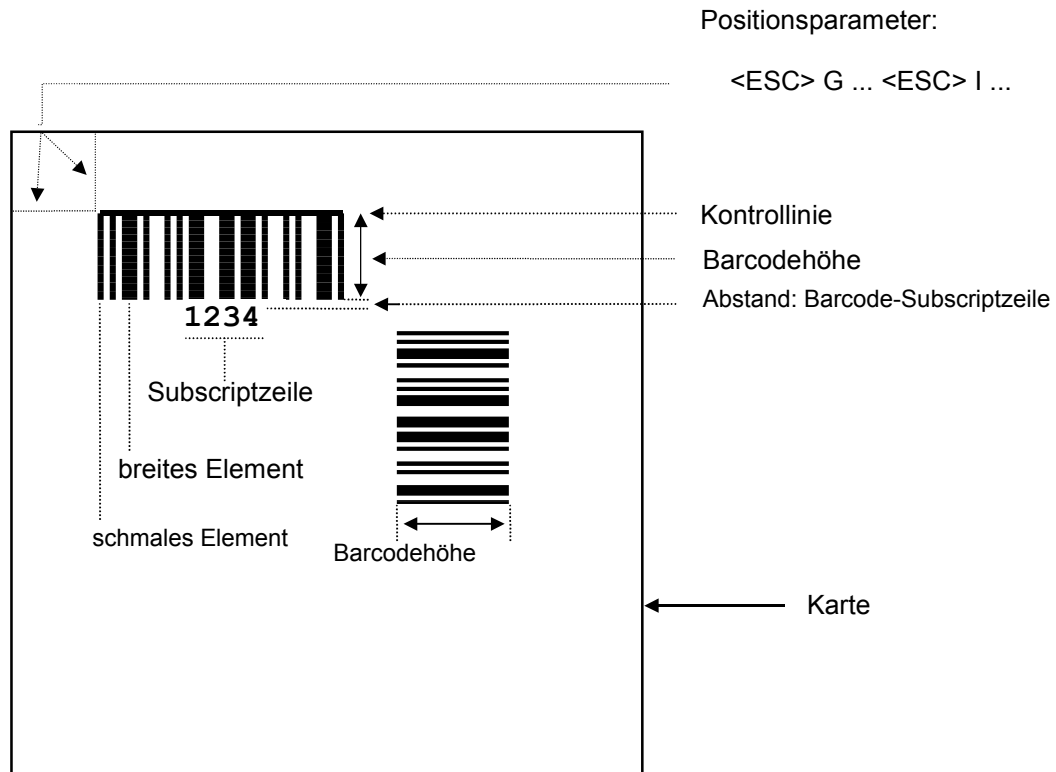 Positionsparameter:
<ESC> G ... <ESC> I ...
Kontrollinie
Barcodehöhe
Abstand: Barcode-Subscriptzeile
1234
Subscriptzeile
breites Element
schmales Element
Barcodehöhe
Karte